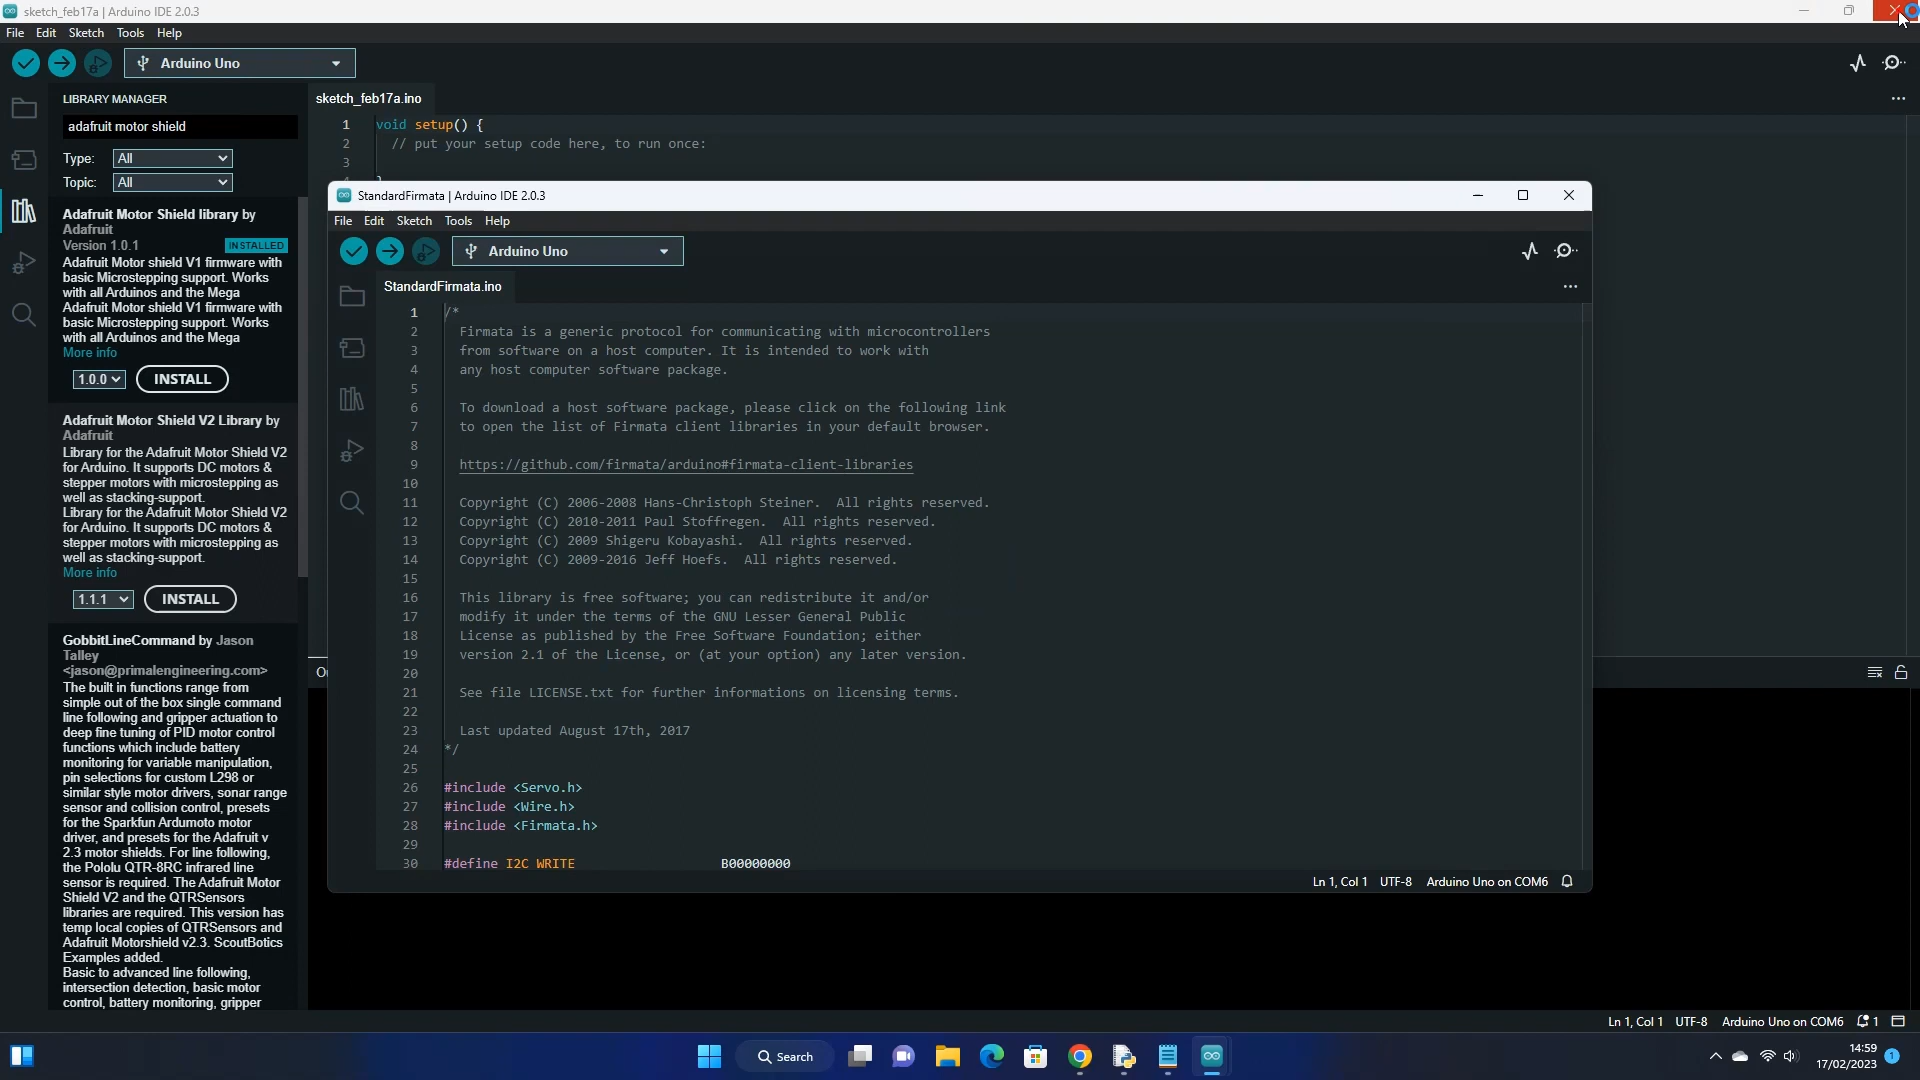 sketch_feb17a | Arduino IDE 2.0.3
File Edit Sketch Tools Help
Arduino Uno
LIBRARY MANAGER
adafruit motor shield
Type: All
Topic: All
Adafruit Motor Shield library by
Adafruit
Version 1.0.1 INSTALLED
Adafruit Motor shield V1 firmware with
basic Microstepping support. Works
with all Arduinos and the Mega
Adafruit Motor shield V1 firmware with
basic Microstepping support. Works
with all Arduinos and the Mega
More info
1.0.0 INSTALL
Adafruit Motor Shield V2 Library by
Adafruit
Library for the Adafruit Motor Shield V2
for Arduino. It supports DC motors &
stepper motors with microstepping as
well as stacking-support.
Library for the Adafruit Motor Shield V2
for Arduino. It supports DC motors &
stepper motors with microstepping as
well as stacking-support.
More info
1.1.1 INSTALL
GobbitLineCommand by Jason
Talley
<jason@primalengineering.com>
The built in functions range from
simple out of the box single command
line following and gripper actuation to
deep fine tuning of PID motor control
functions which include battery
monitoring for variable manipulation,
pin selections for custom L298 or
similar style motor drivers, sonar range
sensor and collision control, presets
for the Sparkfun Ardumoto motor
driver, and presets for the Adafruit v
2.3 motor shields. For line following,
the Pololu QTR-8RC infrared line
sensor is required. The Adafruit Motor
Shield V2 and the QTRSensors
libraries are required. This version has
temp local copies of QTRSensors and
Adafruit Motorshield v2.3. ScoutBotics
Examples added.
Basic to advanced line following,
intersection detection, basic motor
control, battery monitoring, gripper
sketch_feb17a.ino
1 void setup() {
2 // put your setup code here, to run once:
3
StandardFirmata | Arduino IDE 2.0.3
File Edit Sketch Tools Help
Arduino Uno
StandardFirmata.ino
1 /*
2 Firmata is a generic protocol for communicating with microcontrollers
3 from software on a host computer. It is intended to work with
4 any host computer software package.
5
6 To download a host software package, please click on the following link
7 to open the list of Firmata client libraries in your default browser.
8
9 https://github.com/firmata/arduino#firmata-client-libraries
10
11 Copyright (C) 2006-2008 Hans-Christoph Steiner. All rights reserved.
12 Copyright (C) 2010-2011 Paul Stoffregen. All rights reserved.
13 Copyright (C) 2009 Shigeru Kobayashi. All rights reserved.
14 Copyright (C) 2009-2016 Jeff Hoefs. All rights reserved.
15
16 This library is free software; you can redistribute it and/or
17 modify it under the terms of the GNU Lesser General Public
18 License as published by the Free Software Foundation; either
19 version 2.1 of the License, or (at your option) any later version.
20
21 See file LICENSE.txt for further informations on licensing terms.
22
23 Last updated August 17th, 2017
24 */
25
26 #include <Servo.h>
27 #include <Wire.h>
28 #include <Firmata.h>
29
30 #define I2C_WRITE B00000000
Ln 1, Col 1 UTF-8 Arduino Uno on COM6
Ln 1, Col 1 UTF-8 Arduino Uno on COM6 1
Search
14:59
17/02/2023 1